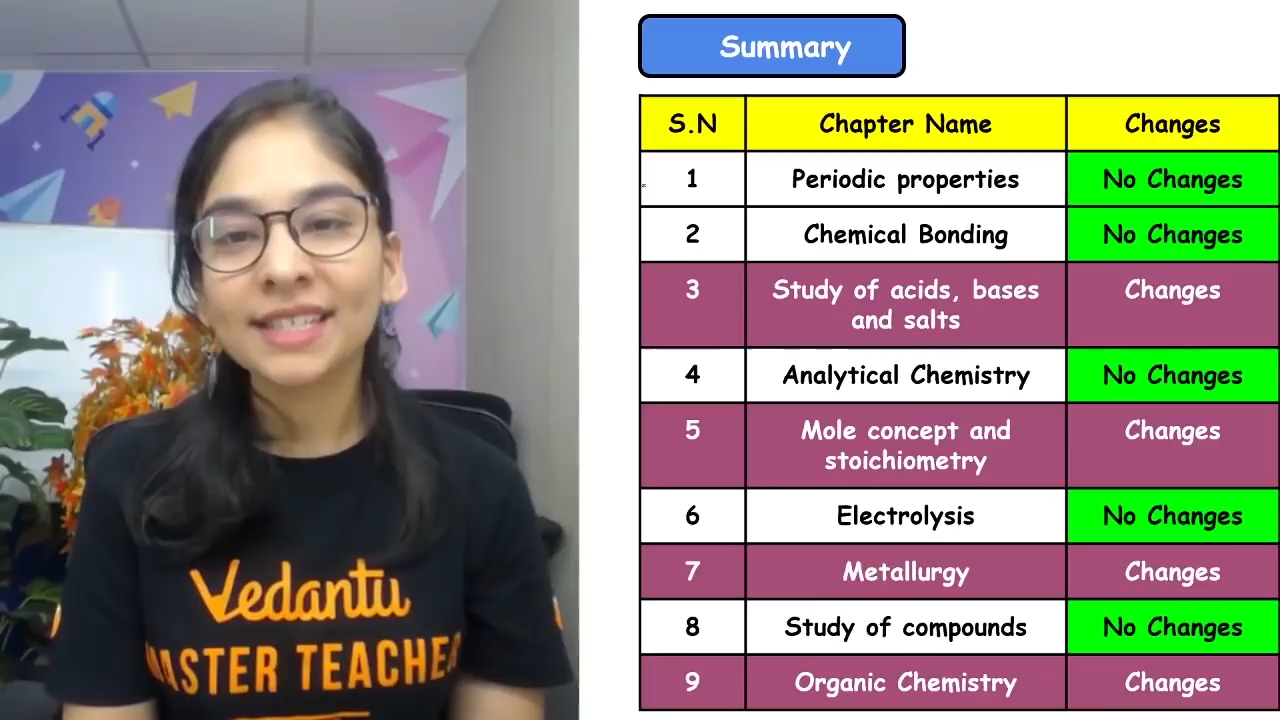 Vedantu
MASTER TEACHER
Summary
S.N Chapter Name Changes
1 Periodic properties No Changes
2 Chemical Bonding No Changes
3 Study of acids, bases and salts Changes
4 Analytical Chemistry No Changes
5 Mole concept and stoichiometry Changes
6 Electrolysis No Changes
7 Metallurgy Changes
8 Study of compounds No Changes
9 Organic Chemistry Changes